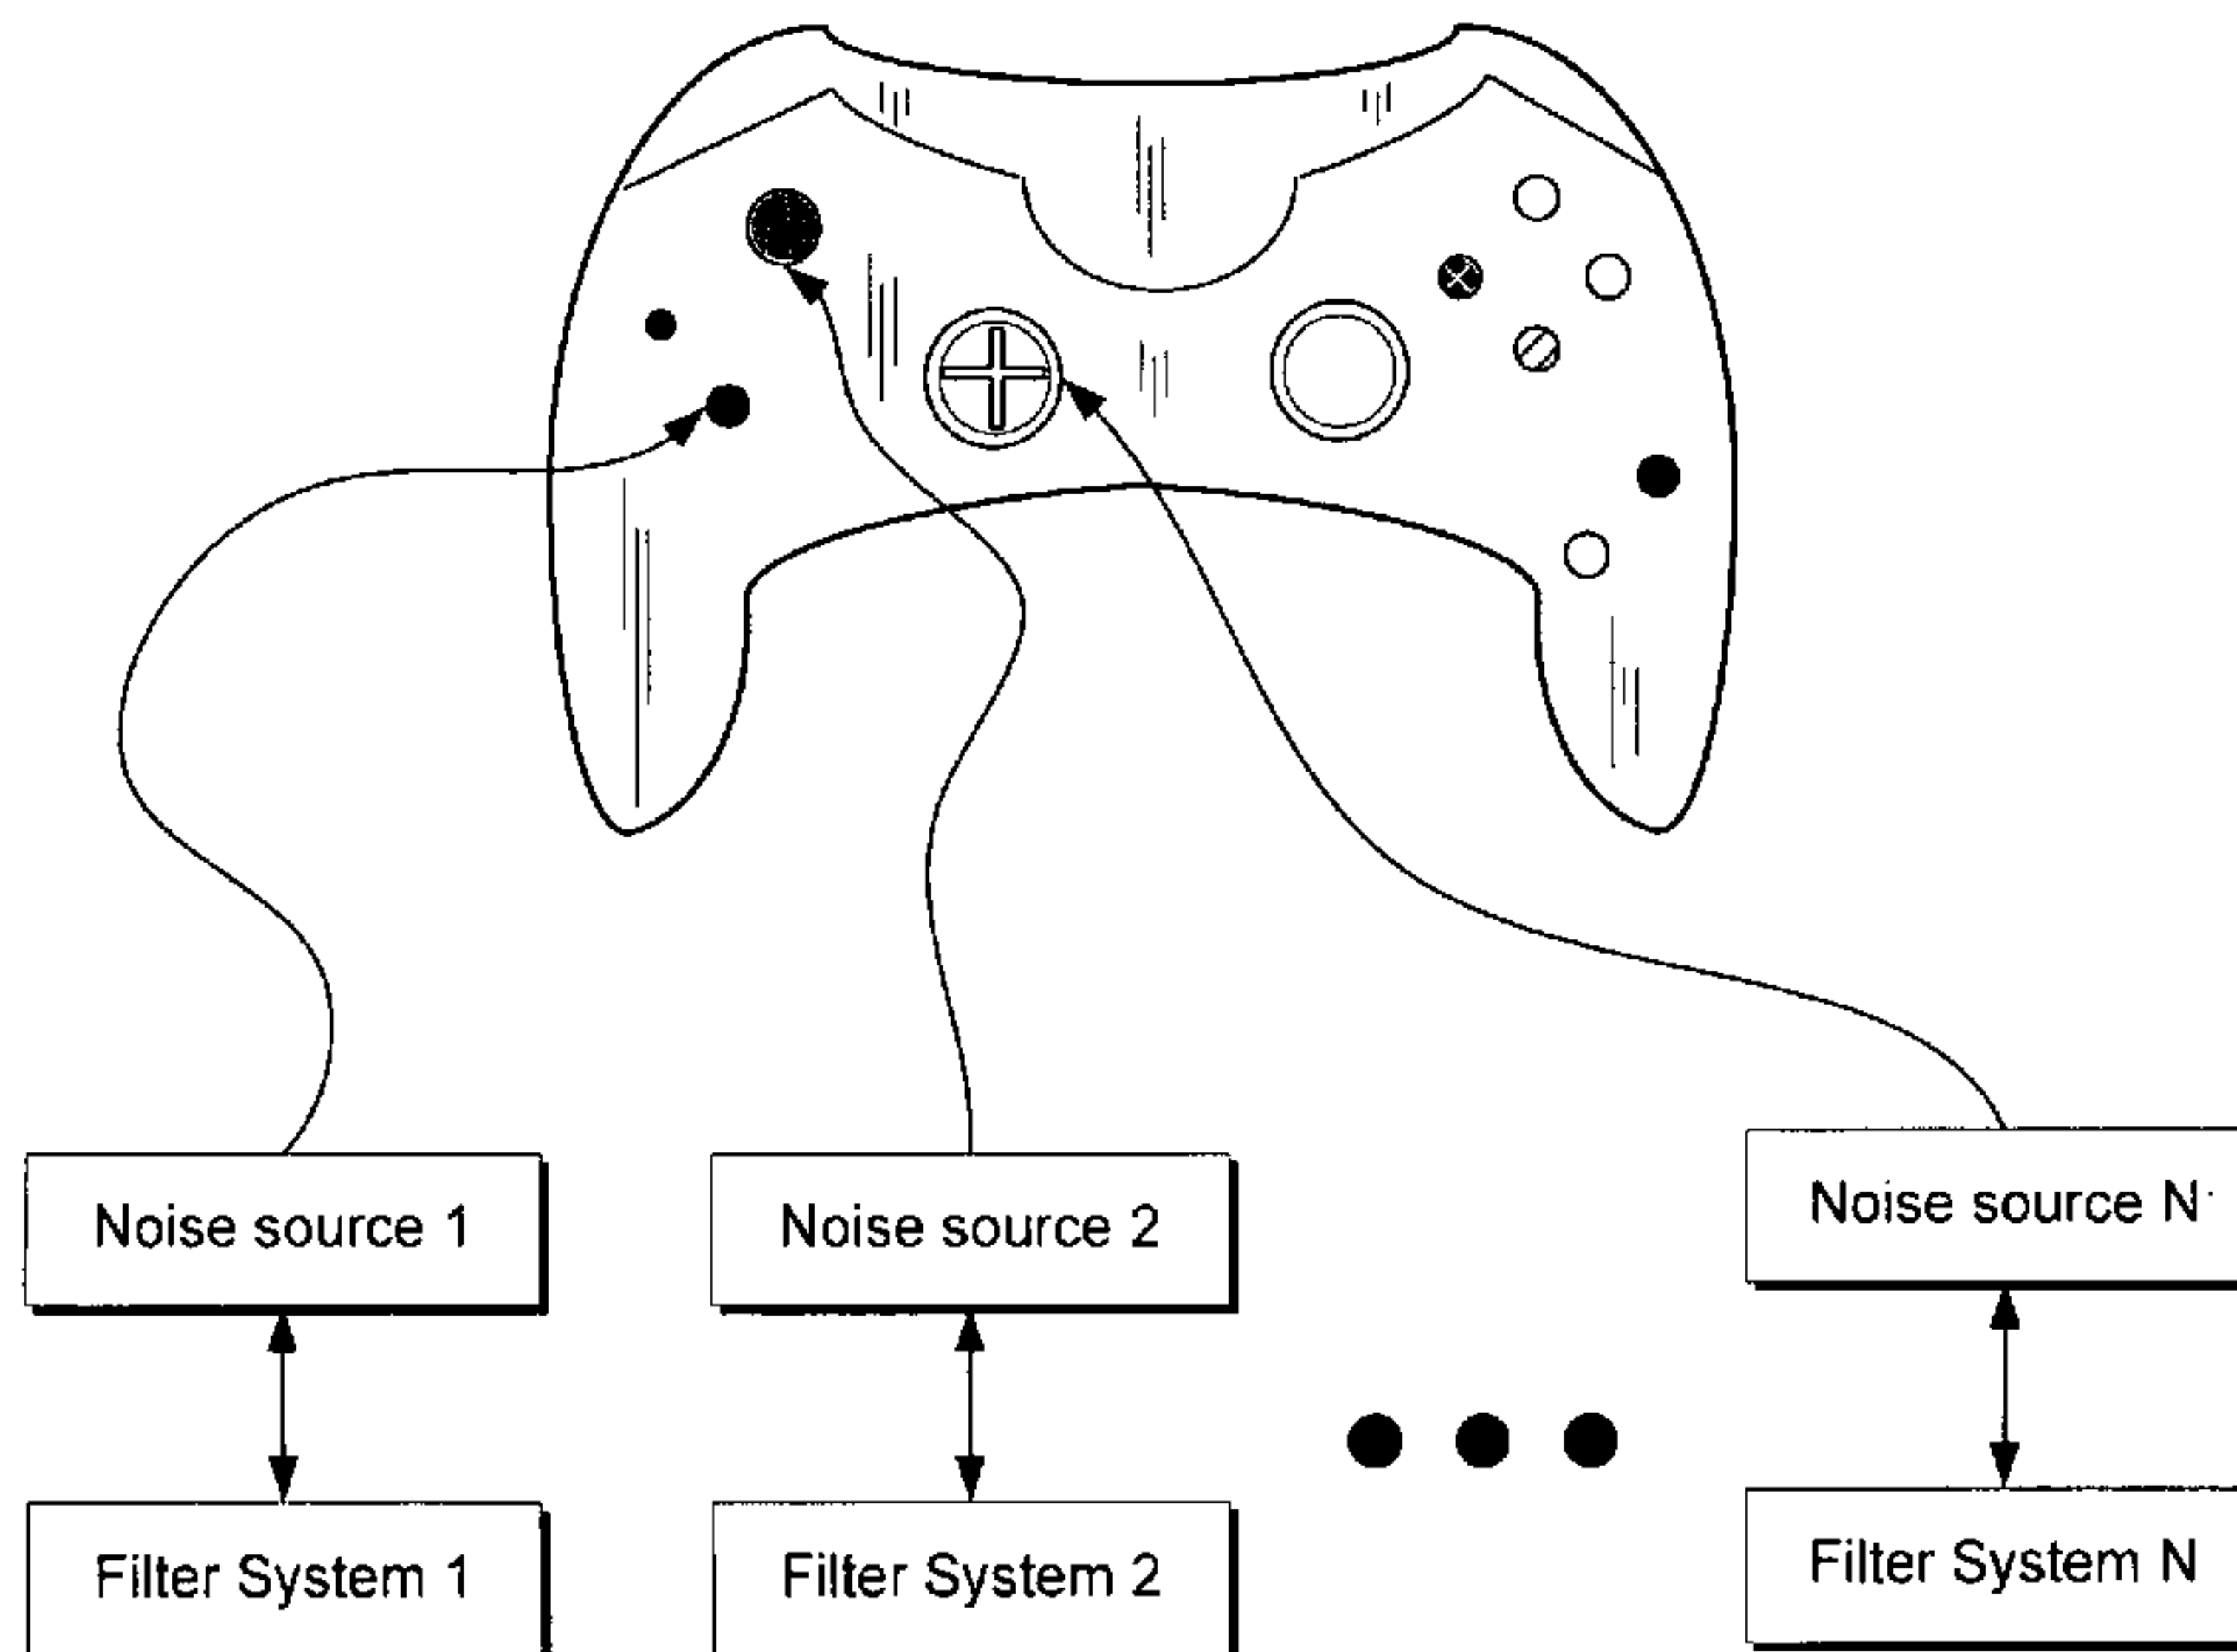 Noise source 1
Noise source 2
Noise source N
Filter System 1
Filter System 2
Filter System N